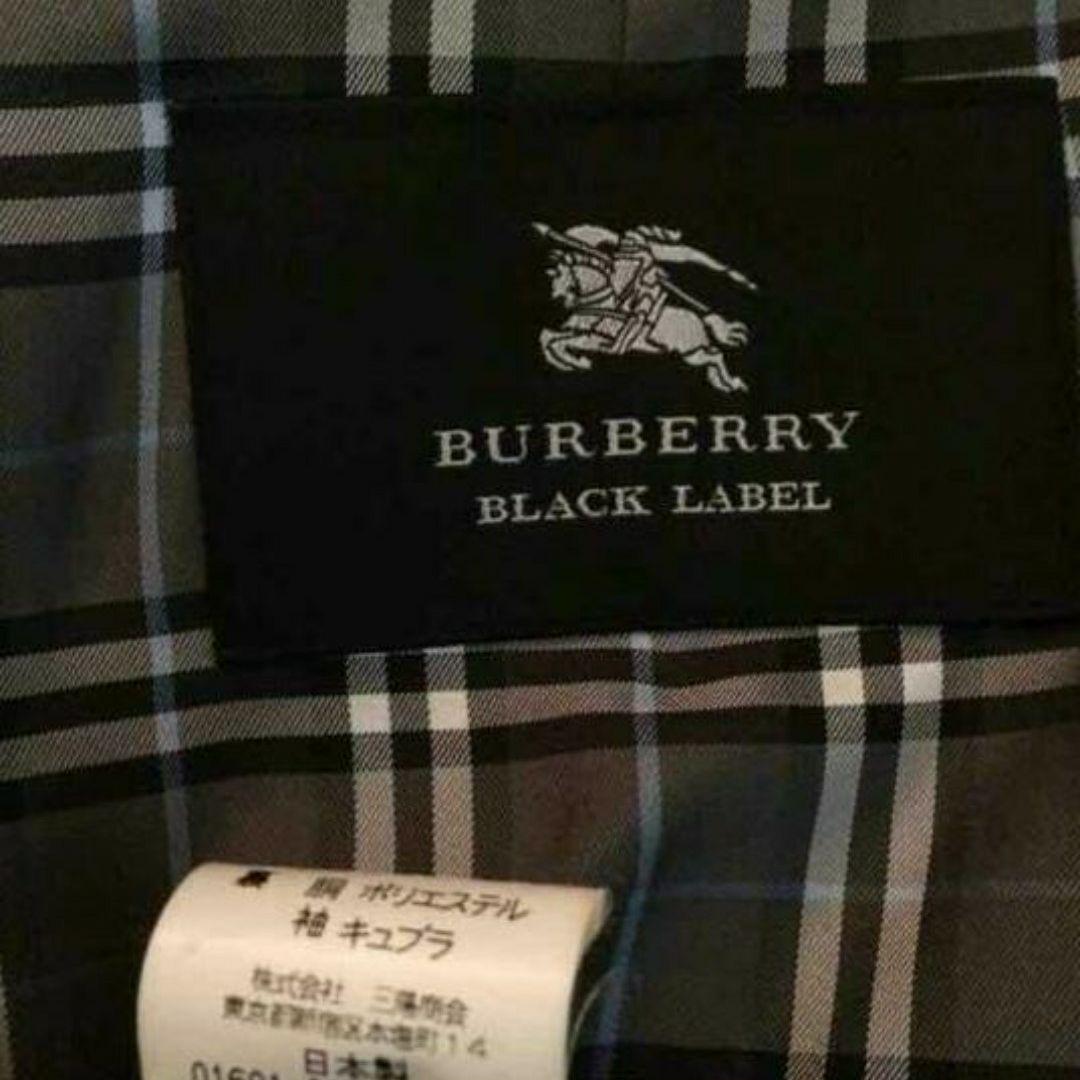 BURBERRY
BLACK LABEL
裏 胴 ポリエステル
袖 キュプラ
株式会社 三陽商会
東京都新宿区本塩町14
日本製